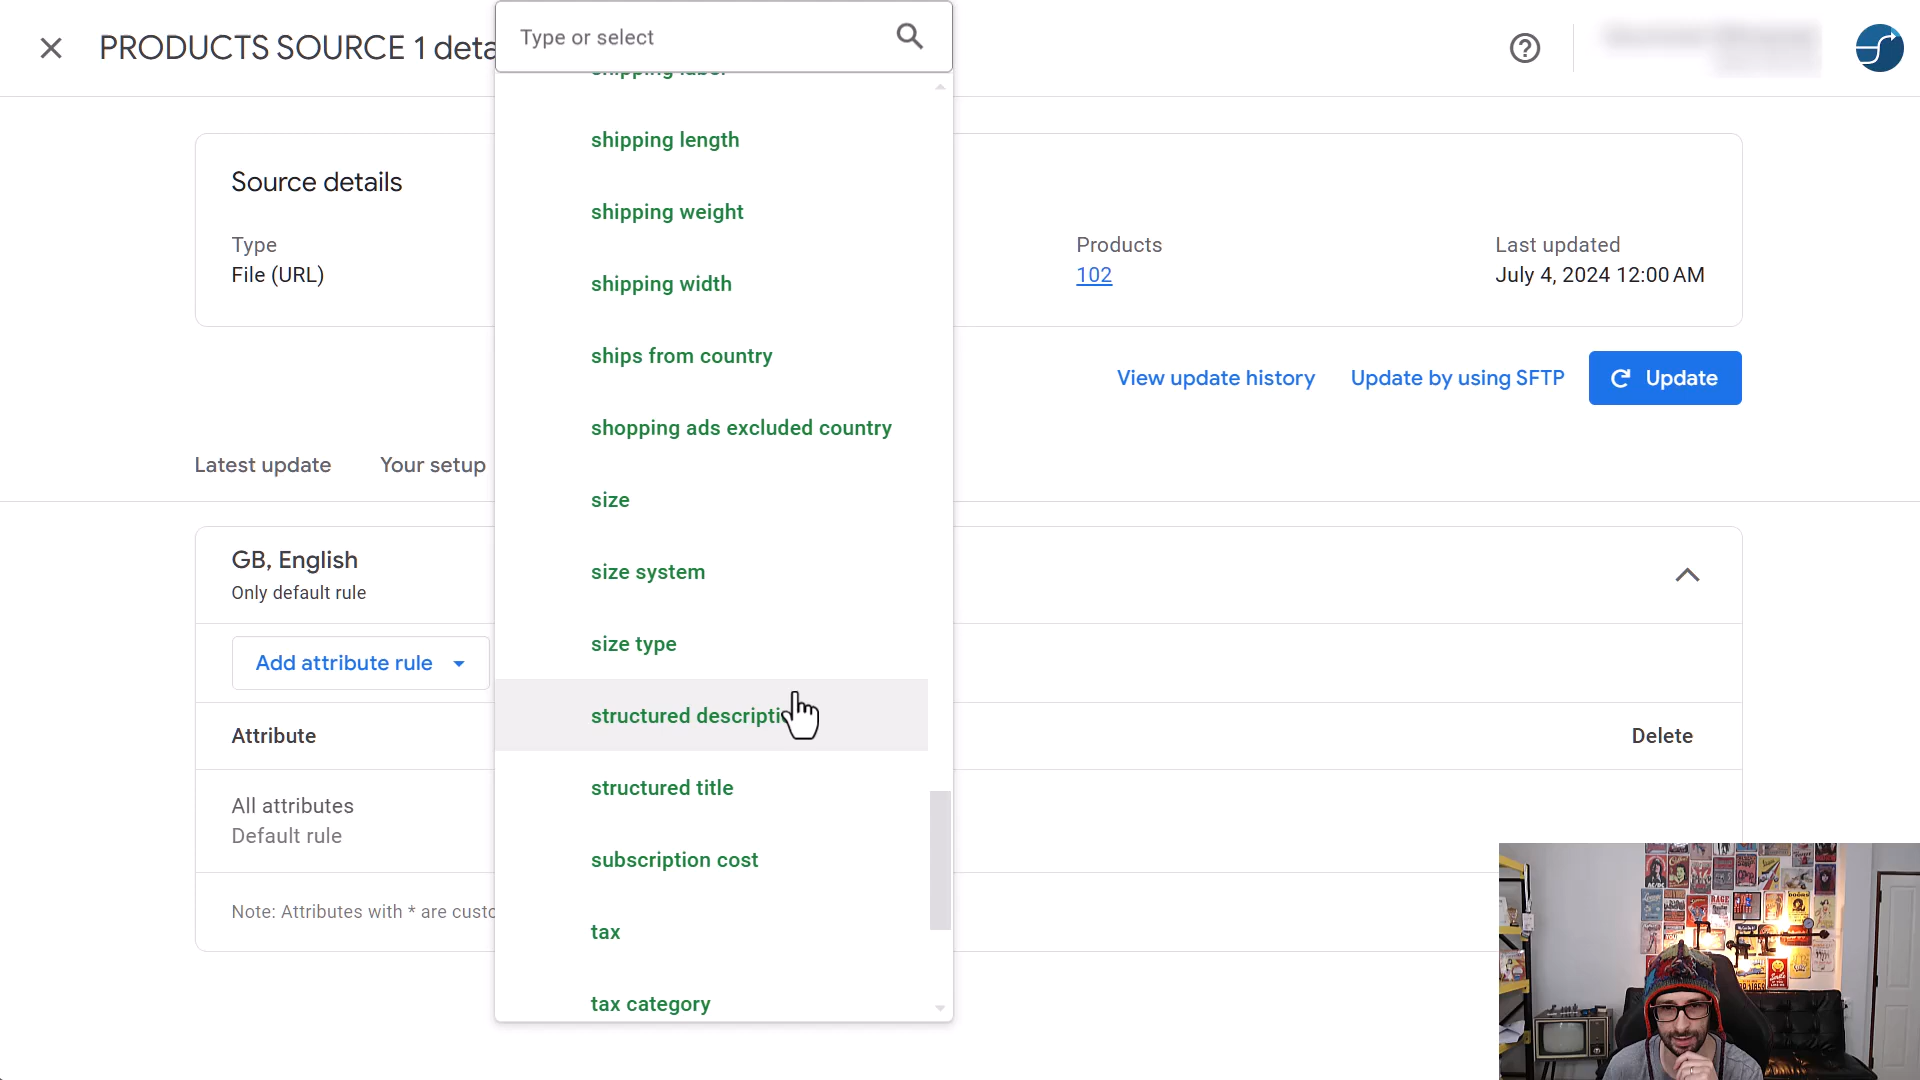 PRODUCTS SOURCE 1 deta
Type or select
shipping label
shipping length
shipping weight
shipping width
ships from country
shopping ads excluded country
size
size system
size type
structured descripti
structured title
subscription cost
tax
tax category
Source details
Type
File (URL)
Products
102
Last updated
July 4, 2024 12:00 AM
View update history
Update by using SFTP
Update
Latest update
Your setup
GB, English
Only default rule
Add attribute rule
Attribute
Delete
All attributes
Default rule
Note: Attributes with * are custo